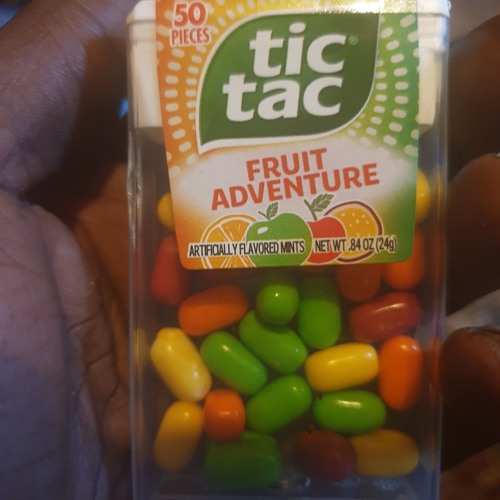 50
PIECES
tic®
tac
FRUIT
ADVENTURE
ARTIFICIALLY FLAVORED MINTS NET WT .84 OZ (24g)